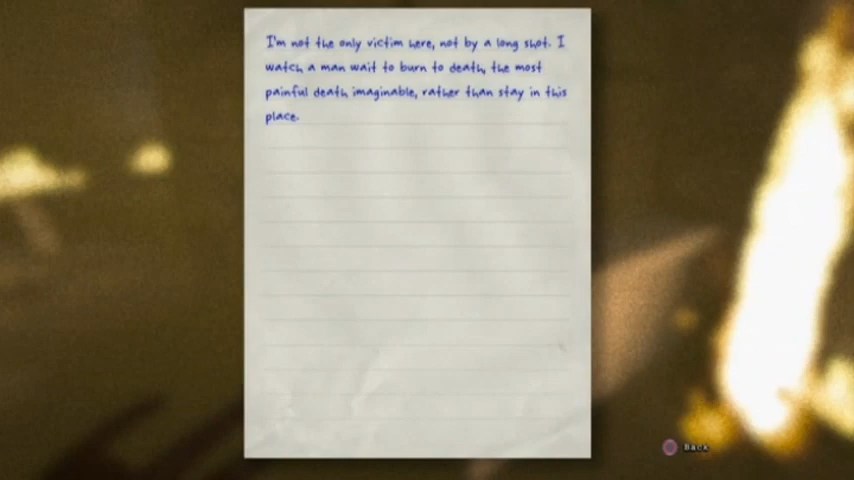 I'm not the only victim here, not by a long shot. I
watch a man wait to burn to death, the most
painful death imaginable, rather than stay in this
place.
Back